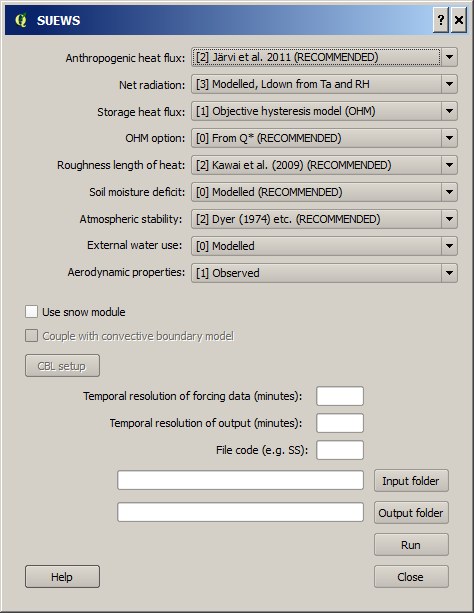 SUEWS
Anthropogenic heat flux: [2] Järvi et al. 2011 (RECOMMENDED)
Net radiation: [3] Modelled, Ldown from Ta and RH
Storage heat flux: [1] Objective hysteresis model (OHM)
OHM option: [0] From Q* (RECOMMENDED)
Roughness length of heat: [2] Kawai et al. (2009) (RECOMMENDED)
Soil moisture deficit: [0] Modelled (RECOMMENDED)
Atmospheric stability: [2] Dyer (1974) etc. (RECOMMENDED)
External water use: [0] Modelled
Aerodynamic properties: [1] Observed
Use snow module
Couple with convective boundary model
CBL setup
Temporal resolution of forcing data (minutes):
Temporal resolution of output (minutes):
File code (e.g. SS):
Input folder
Output folder
Run
Help Close